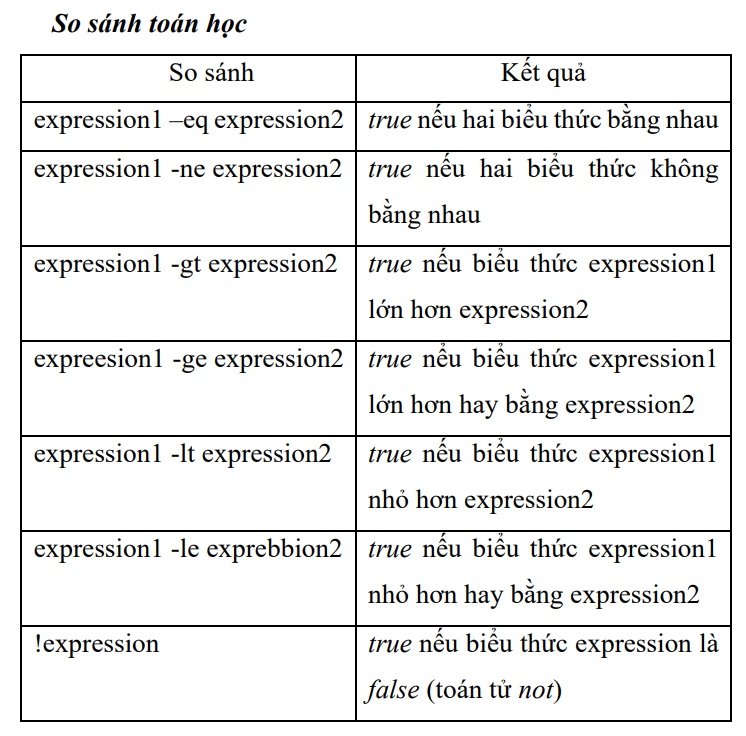 So sánh toán học
So sánh
Kết quả
expression1 –eq expression2
true nếu hai biểu thức bằng nhau
expression1 -ne expression2
true nếu hai biểu thức không
bằng nhau
expression1 -gt expression2
true nếu biểu thức expression1
lớn hơn expression2
expreesion1 -ge expression2
true nểu biểu thức expression1
lớn hơn hay bằng expression2
expression1 -lt expression2
true nếu biểu thức expression1
nhỏ hơn expression2
expression1 -le exprebbion2
true nếu biểu thức expression1
nhỏ hơn hay bằng expression2
!expression
true nếu biểu thức expression là
false (toán tử not)